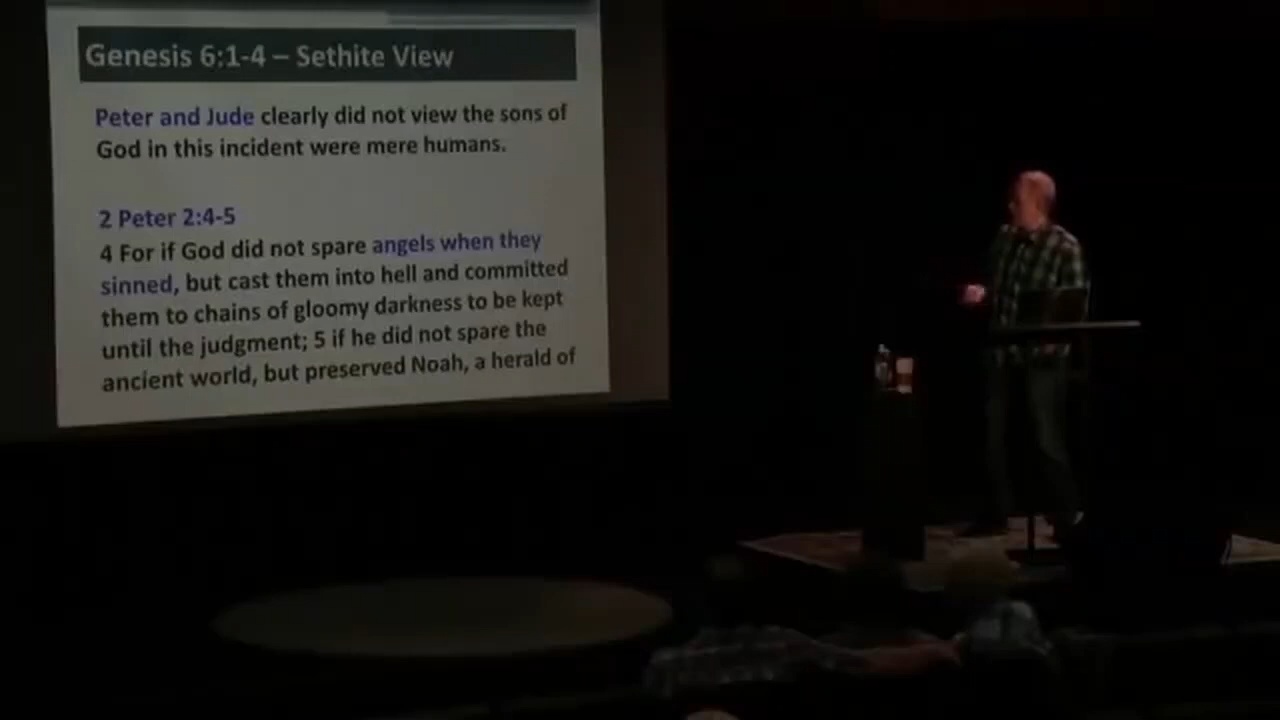 Genesis 6:1-4 – Sethite View
Peter and Jude clearly did not view the sons of
God in this incident were mere humans.
2 Peter 2:4-5
4 For if God did not spare angels when they
sinned, but cast them into hell and committed
them to chains of gloomy darkness to be kept
until the judgment; 5 if he did not spare the
ancient world, but preserved Noah, a herald of